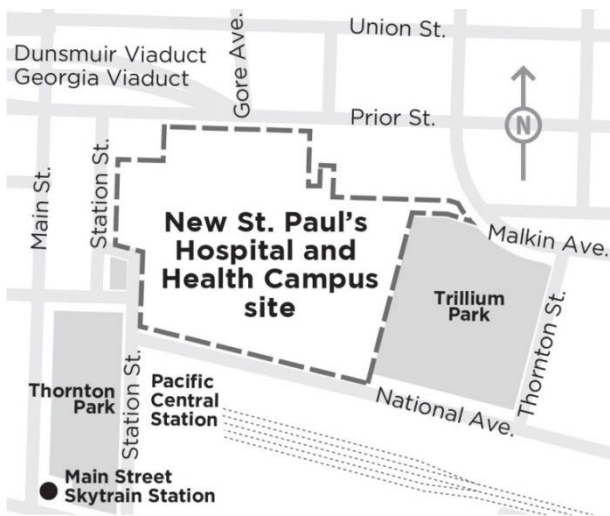 Union St.
Dunsmuir Viaduct
Georgia Viaduct
Gore Ave.
Prior St.
N
Main St.
Station St.
New St. Paul's
Hospital and
Health Campus
site
Malkin Ave.
Trillium
Park
Thornton St.
Thornton
Park
Station St.
Pacific
Central
Station
National Ave.
Main Street
Skytrain Station